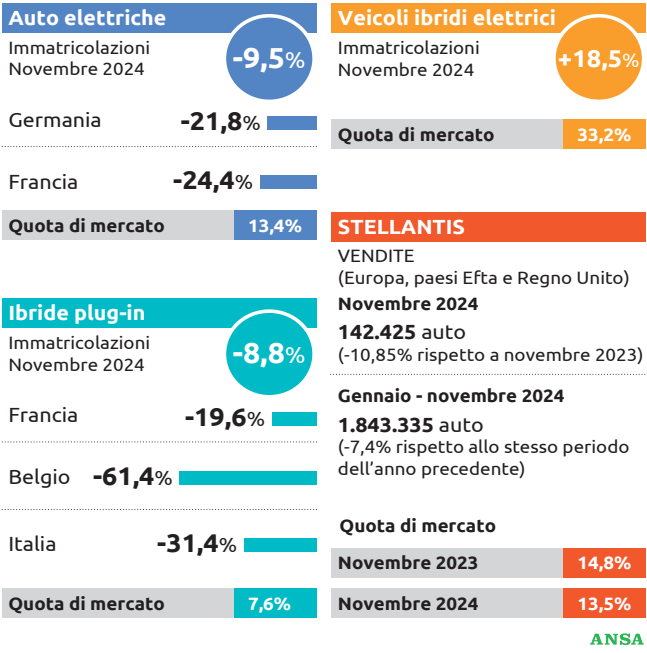 Auto elettriche
Immatricolazioni
Novembre 2024
-9,5%
Germania -21,8%
Francia -24,4%
Quota di mercato 13,4%
Ibride plug-in
Immatricolazioni
Novembre 2024
-8,8%
Francia -19,6%
Belgio -61,4%
Italia -31,4%
Quota di mercato 7,6%
Veicoli ibridi elettrici
Immatricolazioni
Novembre 2024
+18,5%
Quota di mercato 33,2%
STELLANTIS
VENDITE
(Europa, paesi Efta e Regno Unito)
Novembre 2024
142.425 auto
(-10,85% rispetto a novembre 2023)
Gennaio - novembre 2024
1.843.335 auto
(-7,4% rispetto allo stesso periodo
dell'anno precedente)
Quota di mercato
Novembre 2023 14,8%
Novembre 2024 13,5%
ANSA